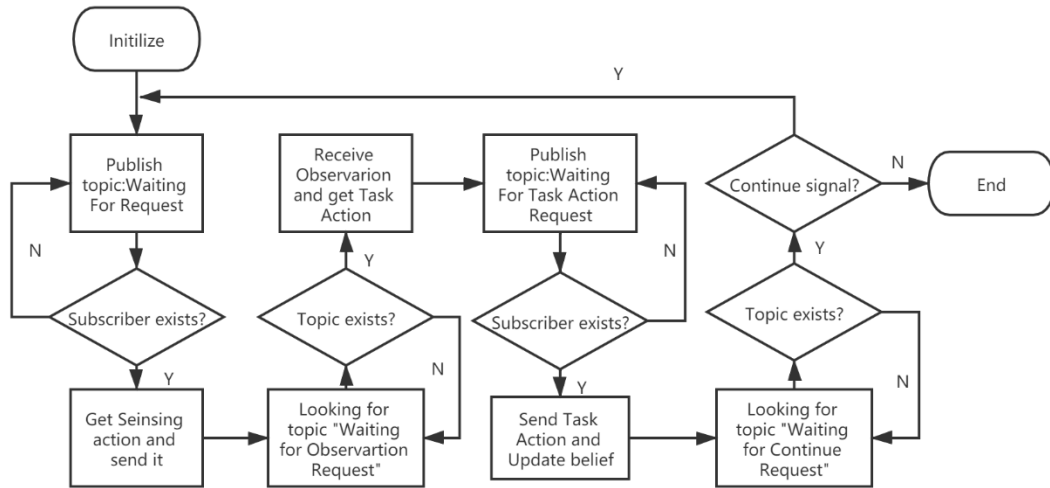 Initilize
Y
Publish
topic:Waiting
For Request
N
Subscriber exists?
Y
Get Seinsing
action and
send it
Receive
Observarion
and get Task
Action
Y
Topic exists?
N
Looking for
topic "Waiting
for Observartion
Request"
Publish
topic:Waiting
For Task Action
Request
N
Subscriber exists?
Y
Send Task
Action and
Update belief
Continue signal?
N
End
Y
Topic exists?
N
Looking for
topic "Waiting
for Continue
Request"